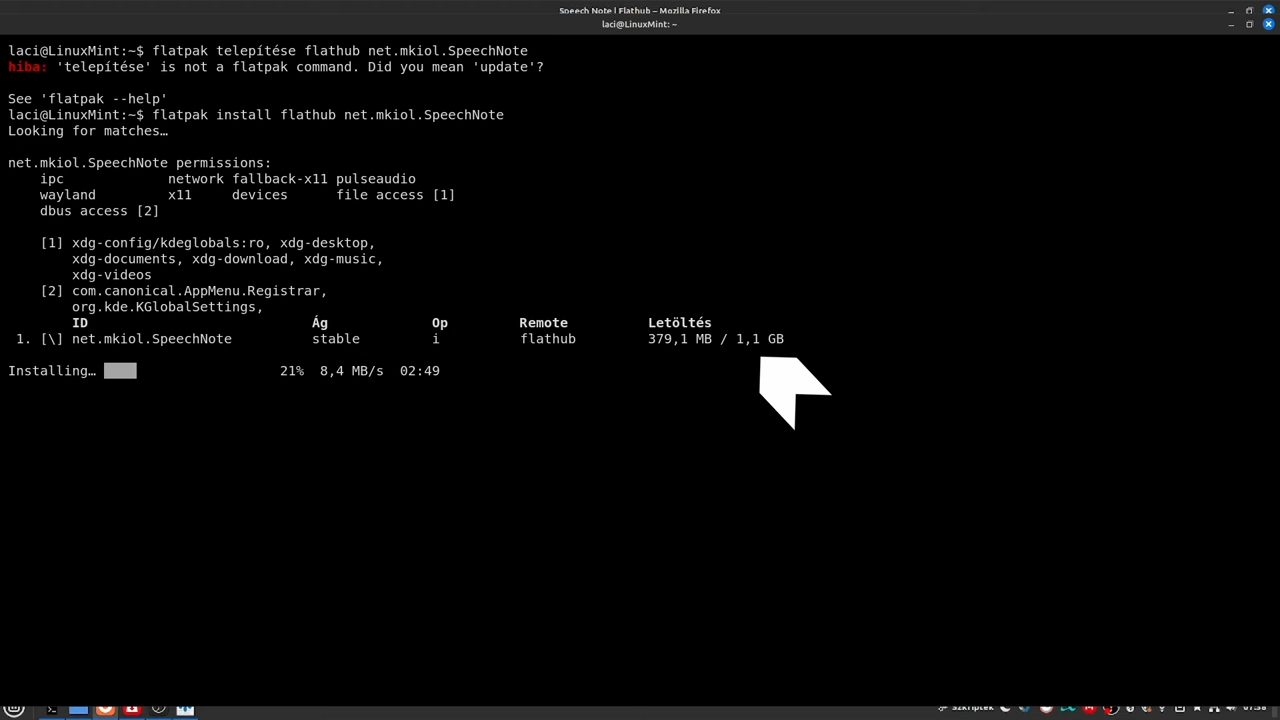 Speech Note | Flathub — Mozilla Firefox
laci@LinuxMint: ~
laci@LinuxMint:~$ flatpak telepítése flathub net.mkiol.SpeechNote
hiba: 'telepítése' is not a flatpak command. Did you mean 'update'?
See 'flatpak --help'
laci@LinuxMint:~$ flatpak install flathub net.mkiol.SpeechNote
Looking for matches…
net.mkiol.SpeechNote permissions:
ipc network fallback-x11 pulseaudio
wayland x11 devices file access [1]
dbus access [2]
[1] xdg-config/kdeglobals:ro, xdg-desktop,
xdg-documents, xdg-download, xdg-music,
xdg-videos
[2] com.canonical.AppMenu.Registrar,
org.kde.KGlobalSettings,
ID Ág Op Remote Letöltés
1. [\] net.mkiol.SpeechNote stable i flathub 379,1 MB / 1,1 GB
Installing… 21% 8,4 MB/s 02:49
szkriptek